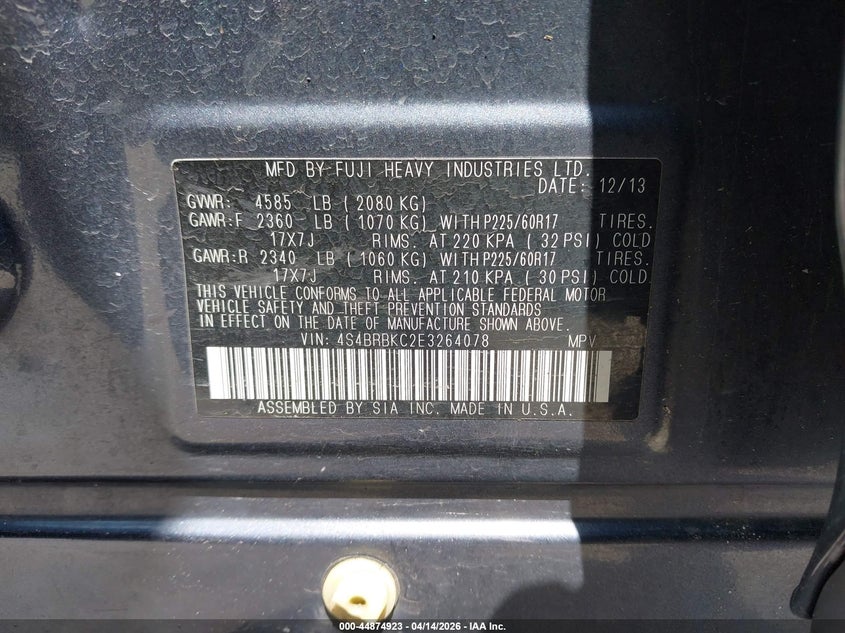 MFD BY FUJI HEAVY INDUSTRIES LTD.
DATE: 12/13
GVWR: 4585 LB ( 2080 KG)
GAWR:F 2360 LB ( 1070 KG) WITH P225/60R17 TIRES.
17X7J RIMS. AT 220 KPA ( 32 PSI) COLD
GAWR:R 2340 LB ( 1060 KG) WITH P225/60R17 TIRES.
17X7J RIMS. AT 210 KPA ( 30 PSI) COLD.
THIS VEHICLE CONFORMS TO ALL APPLICABLE FEDERAL MOTOR
VEHICLE SAFETY AND THEFT PREVENTION STANDARDS
IN EFFECT ON THE DATE OF MANUFACTURE SHOWN ABOVE.
VIN: 4S4BRBKC2E3264078 MPV
ASSEMBLED BY SIA INC. MADE IN U.S.A.
000-44874923 - 04/14/2026 - IAA Inc.